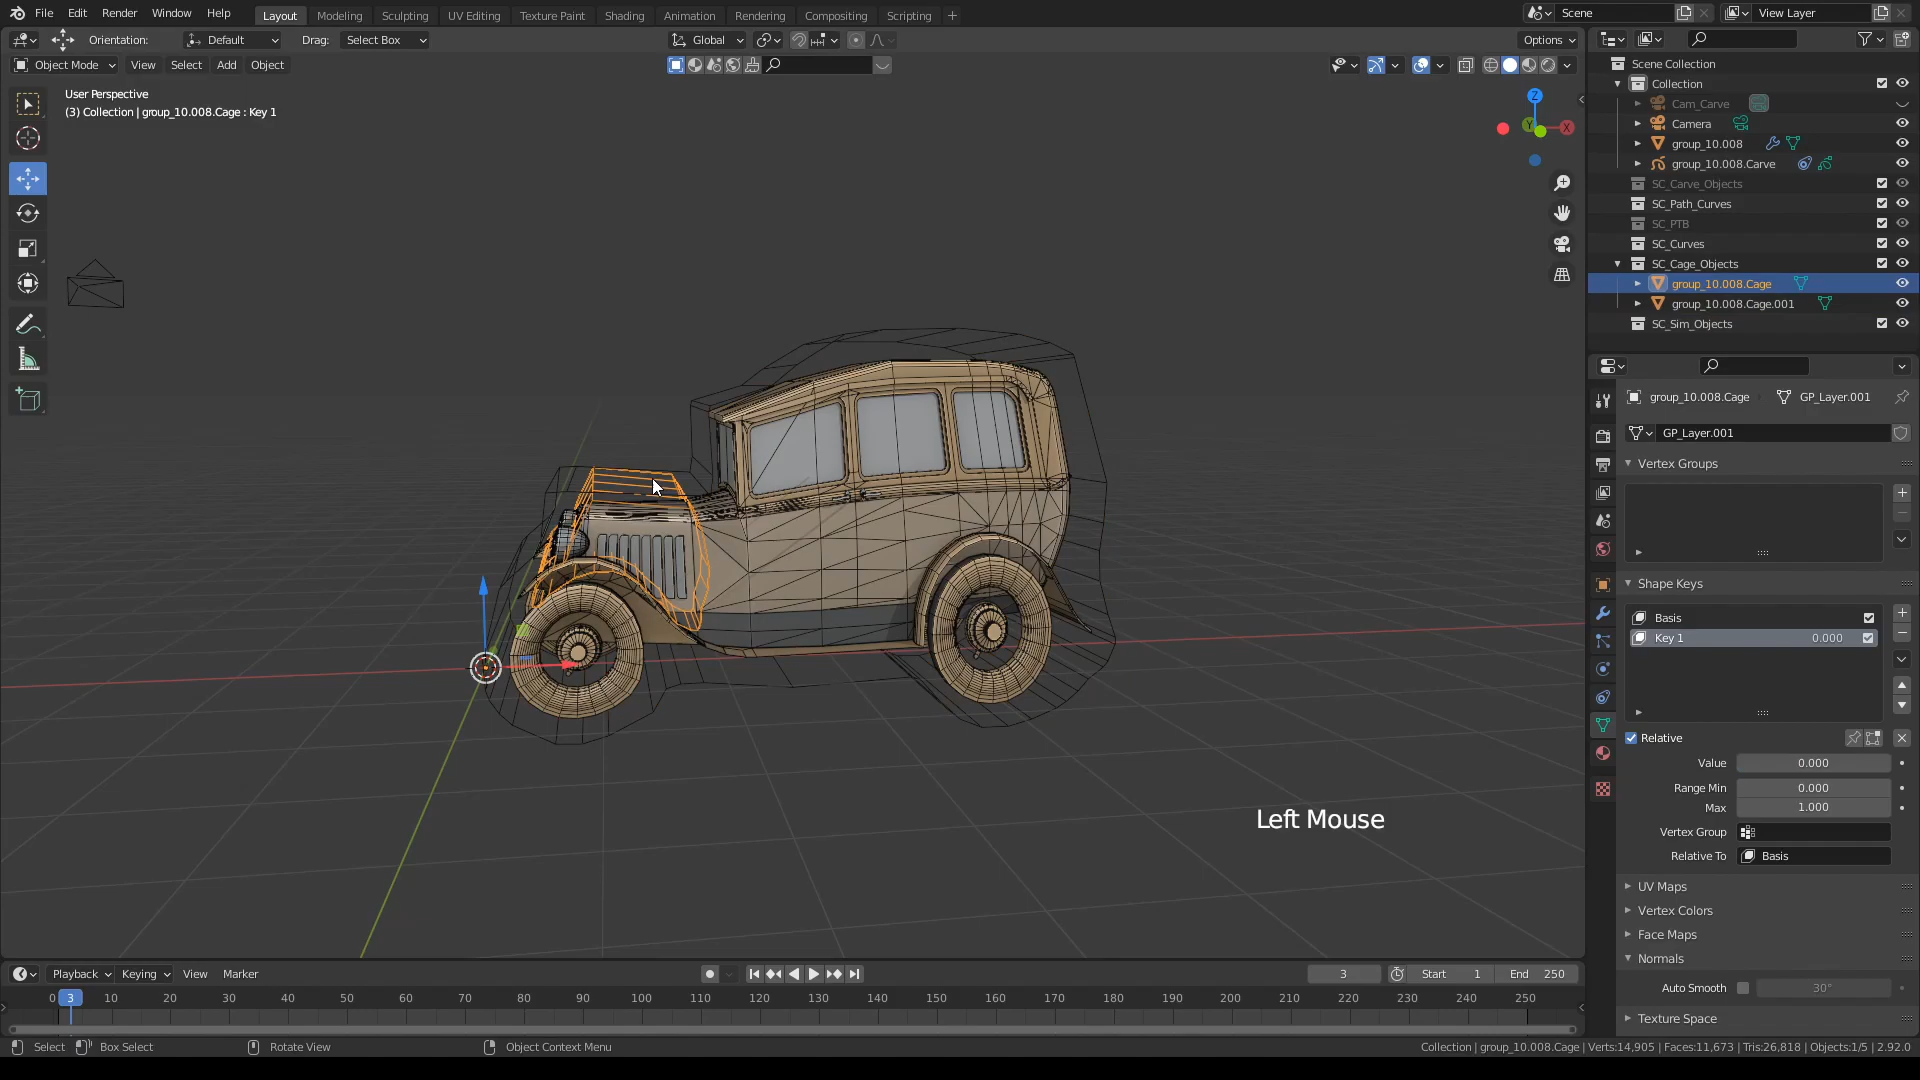 File Edit Render Window Help Layout Modeling Sculpting UV Editing Texture Paint Shading Animation Rendering Compositing Scripting + Scene View Layer
Orientation: Default Drag: Select Box Global Options
Object Mode View Select Add Object
User Perspective
(3) Collection | group_10.008.Cage : Key 1
Z
Y
X
Left Mouse
Scene Collection
Collection
Cam_Carve
Camera
group_10.008
group_10.008.Carve
SC_Carve_Objects
SC_Path_Curves
SC_PTB
SC_Curves
SC_Cage_Objects
group_10.008.Cage
group_10.008.Cage.001
SC_Sim_Objects
group_10.008.Cage GP_Layer.001
GP_Layer.001
Vertex Groups
Shape Keys
Basis
Key 1 0.000
Relative
Value 0.000
Range Min 0.000
Max 1.000
Vertex Group
Relative To Basis
UV Maps
Vertex Colors
Face Maps
Normals
Auto Smooth 30°
Texture Space
Playback Keying View Marker 3 Start 1 End 250
0 3 10 20 30 40 50 60 70 80 90 100 110 120 130 140 150 160 170 180 190 200 210 220 230 240 250
Select Box Select Rotate View Object Context Menu Collection | group_10.008.Cage | Verts:14,905 | Faces:11,673 | Tris:26,818 | Objects:1/5 | 2.92.0